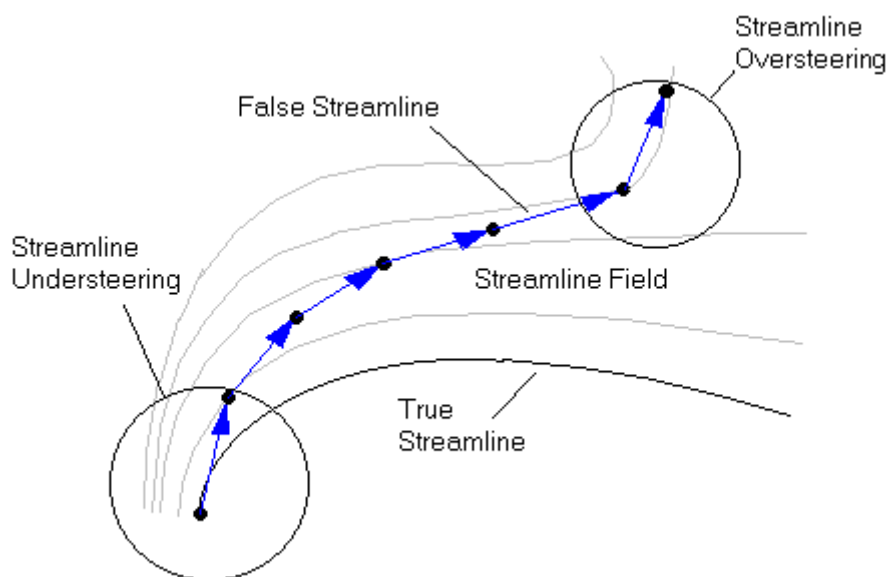 Streamline
Oversteering
False Streamline
Streamline
Understeering
Streamline Field
True
Streamline